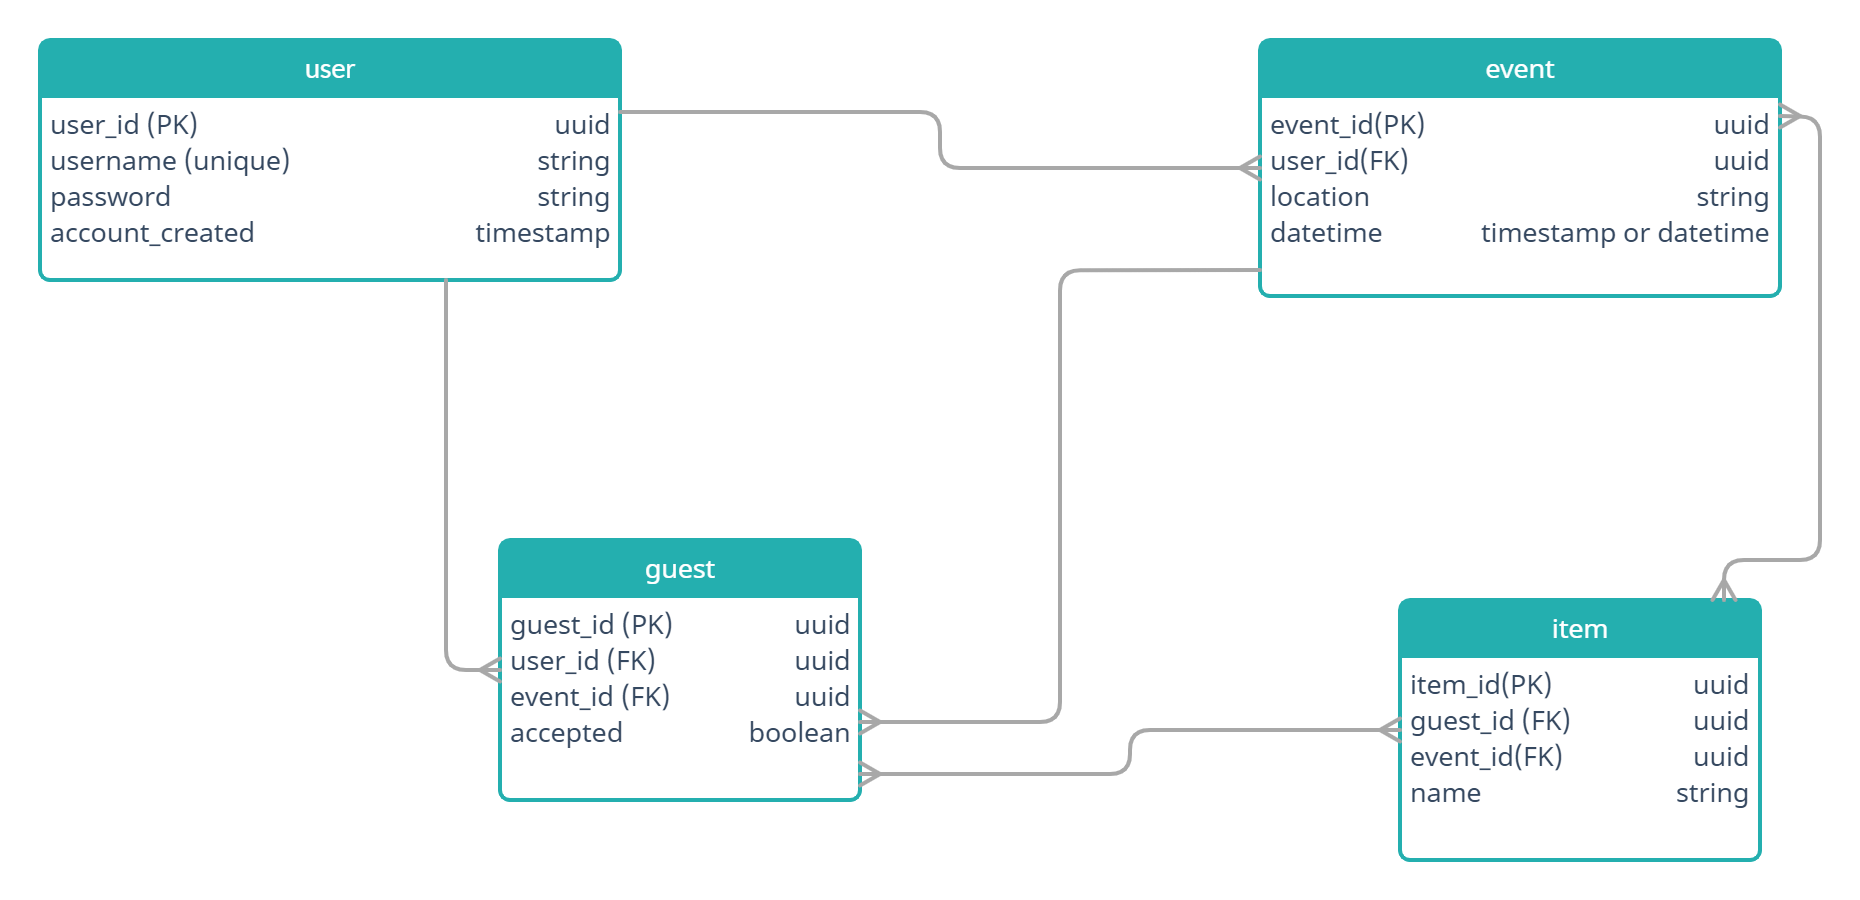 user
user_id (PK) uuid
username (unique) string
password string
account_created timestamp
event
event_id(PK) uuid
user_id(FK) uuid
location string
datetime timestamp or datetime
guest
guest_id (PK) uuid
user_id (FK) uuid
event_id (FK) uuid
accepted boolean
item
item_id(PK) uuid
guest_id (FK) uuid
event_id(FK) uuid
name string